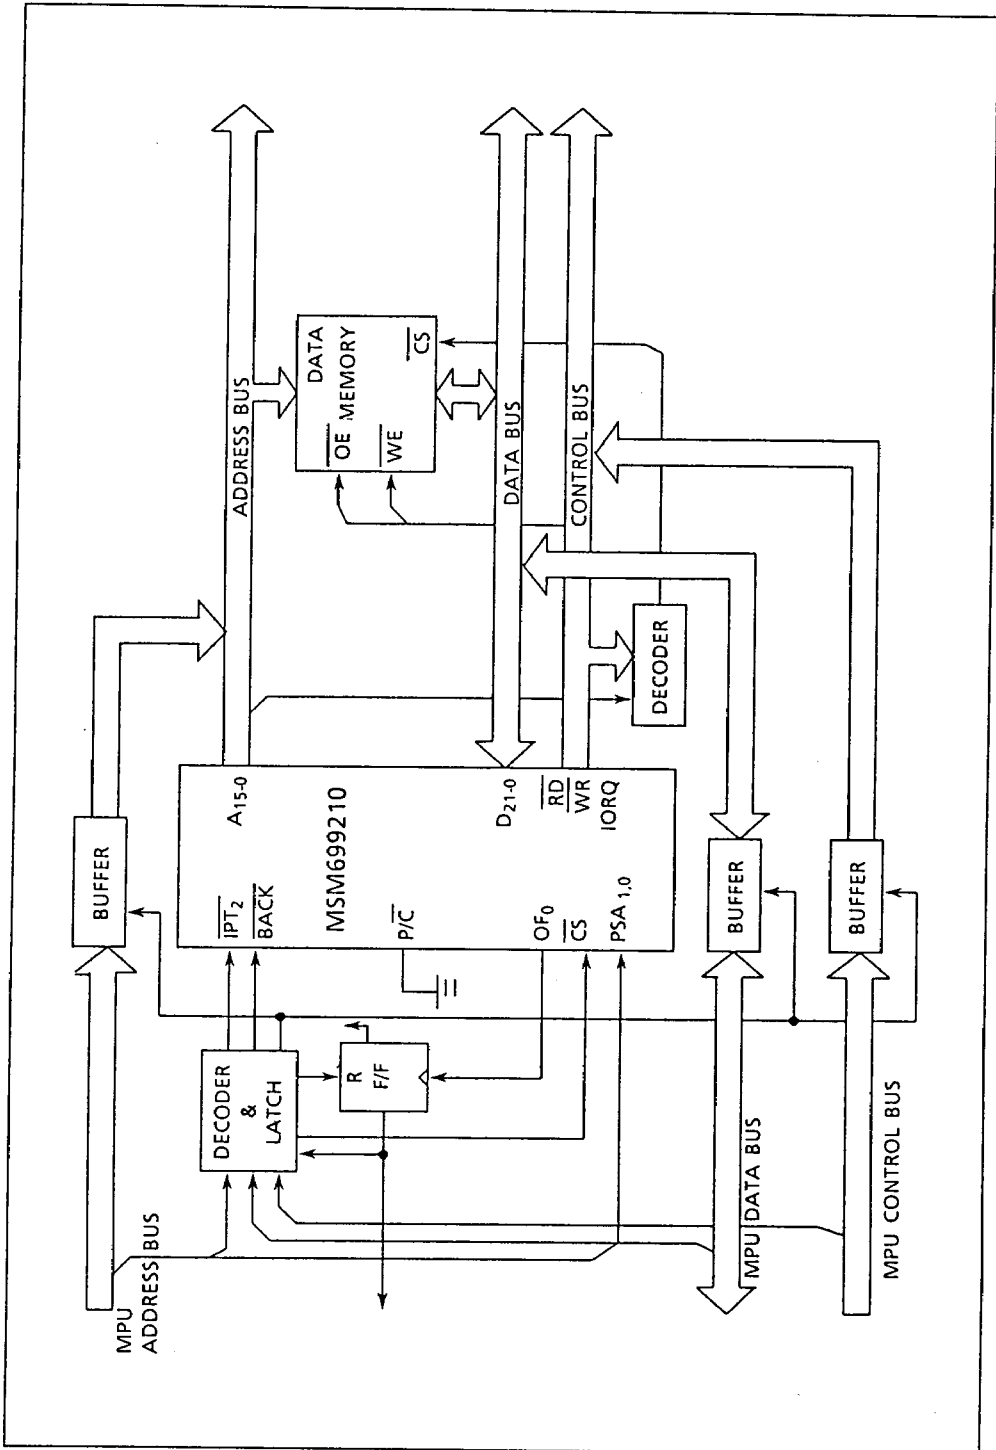 MPU
ADDRESS BUS
BUFFER
ADDRESS BUS
DECODER
&
LATCH
IPT2
BACK
MSM699210
A15-0
DATA
OE MEMORY
WE
CS
R
F/F
P/C
OF0
CS
PSA 1,0
D21-0
RD
WR
IORQ
DATA BUS
CONTROL BUS
DECODER
MPU DATA BUS
BUFFER
MPU CONTROL BUS
BUFFER